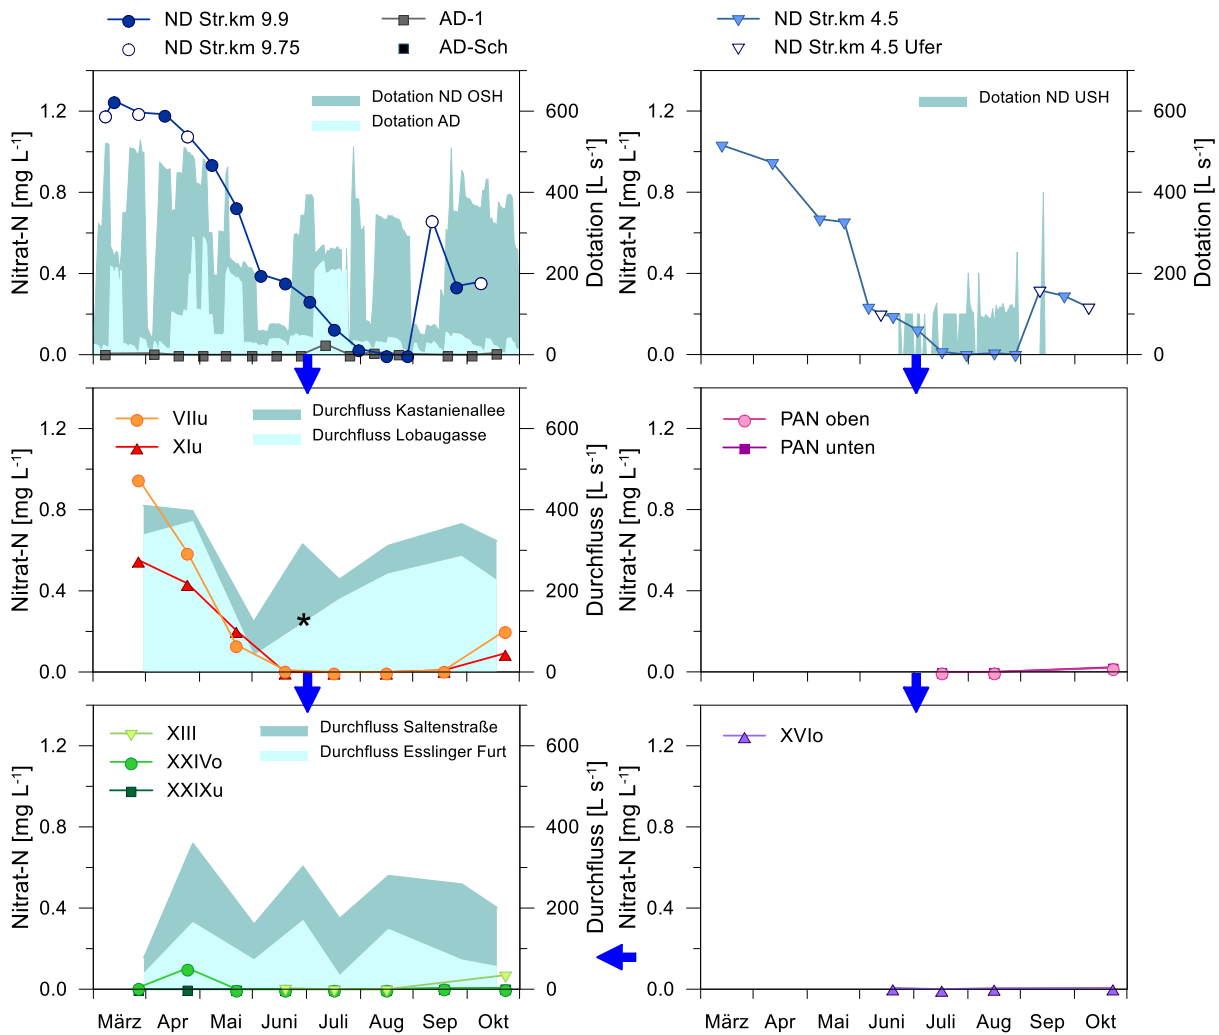 ND Str.km 9.9
AD-1
ND Str.km 9.75
AD-Sch
ND Str.km 4.5
ND Str.km 4.5 Ufer
Nitrat-N [mg L-1]
1.2
0.8
0.4
0.0
Dotation ND OSH
Dotation AD
600
400
200
0
Dotation [L s-1]
Nitrat-N [mg L-1]
1.2
0.8
0.4
0.0
Dotation ND USH
600
400
200
0
Dotation [L s-1]
Nitrat-N [mg L-1]
1.2
0.8
0.4
0.0
VIIu
XIu
Durchfluss Kastanienallee
Durchfluss Lobaugasse
*
600
400
200
0
Durchfluss [L s-1]
Nitrat-N [mg L-1]
1.2
0.8
0.4
0.0
PAN oben
PAN unten
Nitrat-N [mg L-1]
1.2
0.8
0.4
0.0
XIII
XXIVo
XXIXu
Durchfluss Saltenstraße
Durchfluss Esslinger Furt
600
400
200
0
Durchfluss [L s-1]
Nitrat-N [mg L-1]
1.2
0.8
0.4
0.0
XVIo
März Apr Mai Juni Juli Aug Sep Okt
März Apr Mai Juni Juli Aug Sep Okt